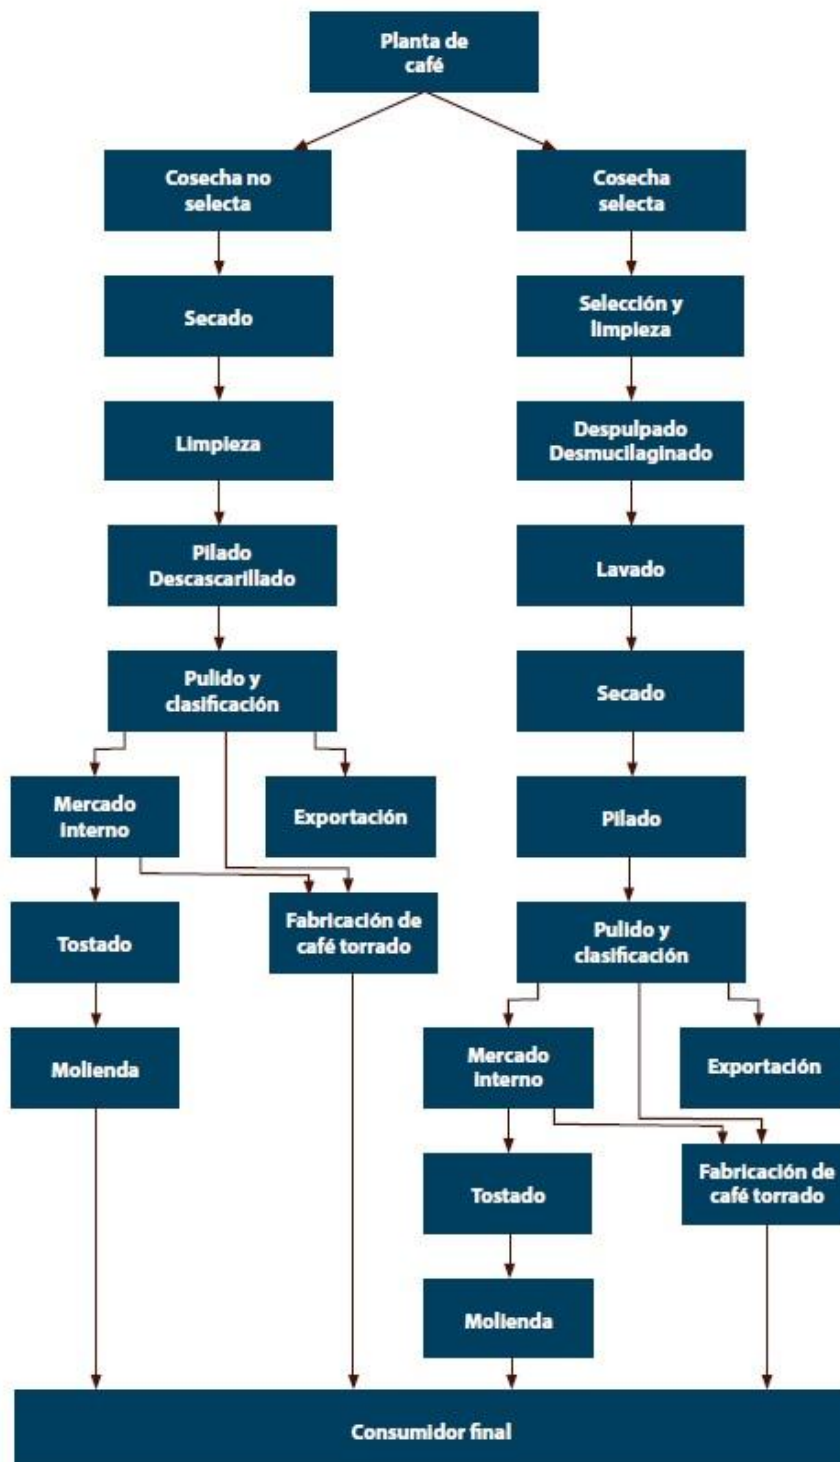 Planta de
café
Cosecha no
selecta
Secado
Limpieza
Pilado
Descascarillado
Pulido y
clasificación
Mercado
interno
Exportación
Tostado
Fabricación de
café torrado
Molienda
Cosecha
selecta
Selección y
limpieza
Despulpado
Desmucilaginado
Lavado
Secado
Pilado
Pulido y
clasificación
Mercado
interno
Exportación
Tostado
Fabricación de
café torrado
Molienda
Consumidor final